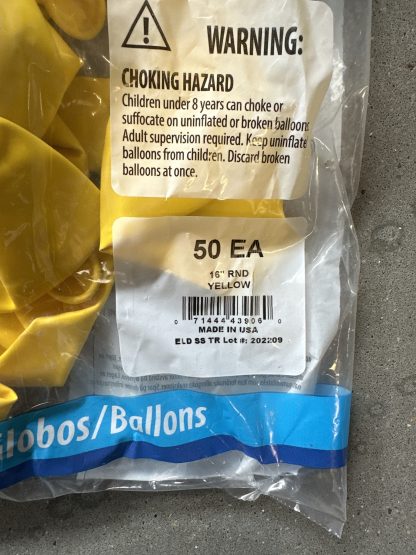 WARNING:
CHOKING HAZARD
Children under 8 years can choke or
suffocate on uninflated or broken balloons
Adult supervision required. Keep uninflate
balloons from children. Discard broken
balloons at once.
50 EA
16" RND
YELLOW
0 71444 43906 0
MADE IN USA
ELD SS TR Lot #: 202209
lobos/Ballons